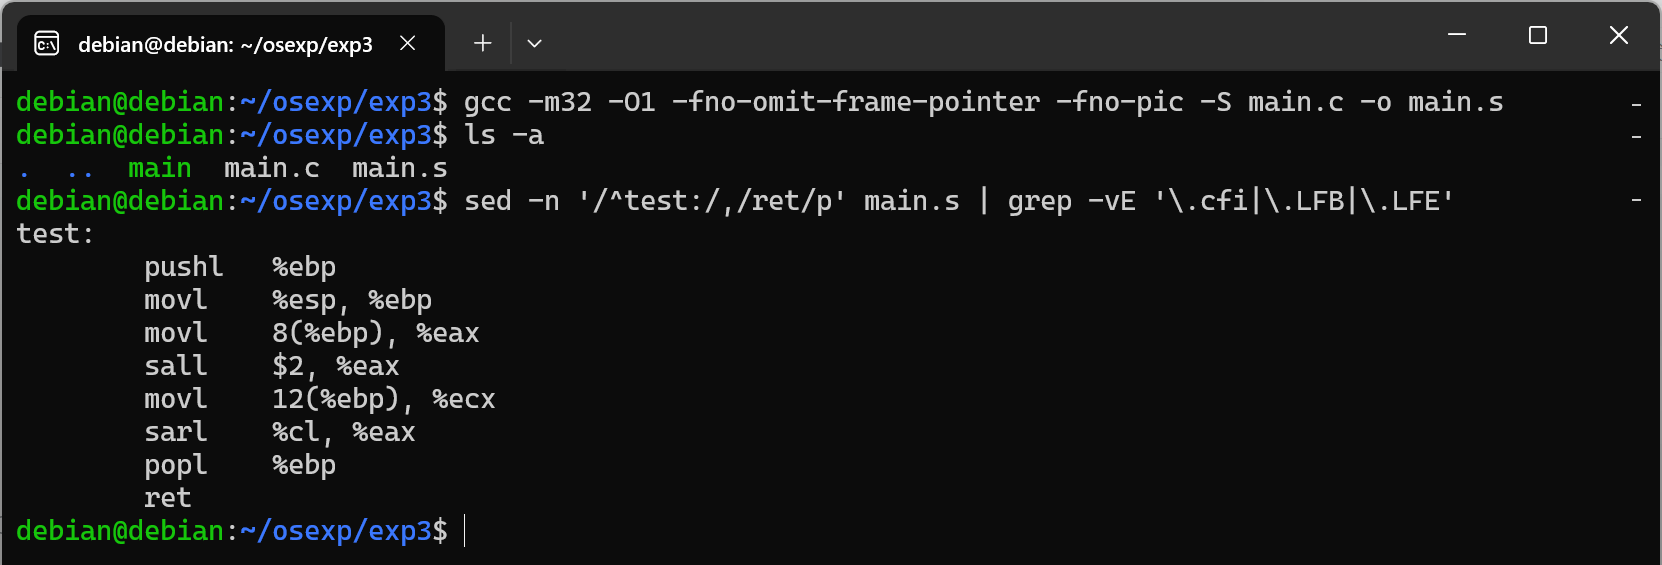 debian@debian: ~/osexp/exp3
debian@debian:~/osexp/exp3$ gcc -m32 -O1 -fno-omit-frame-pointer -fno-pic -S main.c -o main.s
debian@debian:~/osexp/exp3$ ls -a
.  ..  main  main.c  main.s
debian@debian:~/osexp/exp3$ sed -n '/^test:/,/ret/p' main.s | grep -vE '\.cfi|\.LFB|\.LFE'
test:
        pushl   %ebp
        movl    %esp, %ebp
        movl    8(%ebp), %eax
        sall    $2, %eax
        movl    12(%ebp), %ecx
        sarl    %cl, %eax
        popl    %ebp
        ret
debian@debian:~/osexp/exp3$